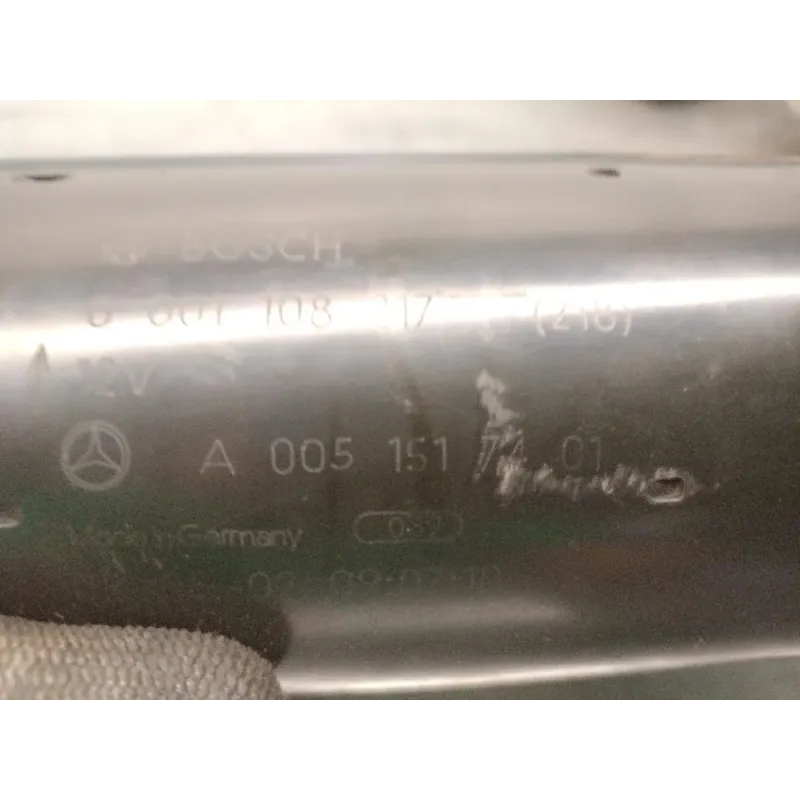 BOSCH
0 001 108 217 (218)
12V
A 005 151 74 01
Made in Germany